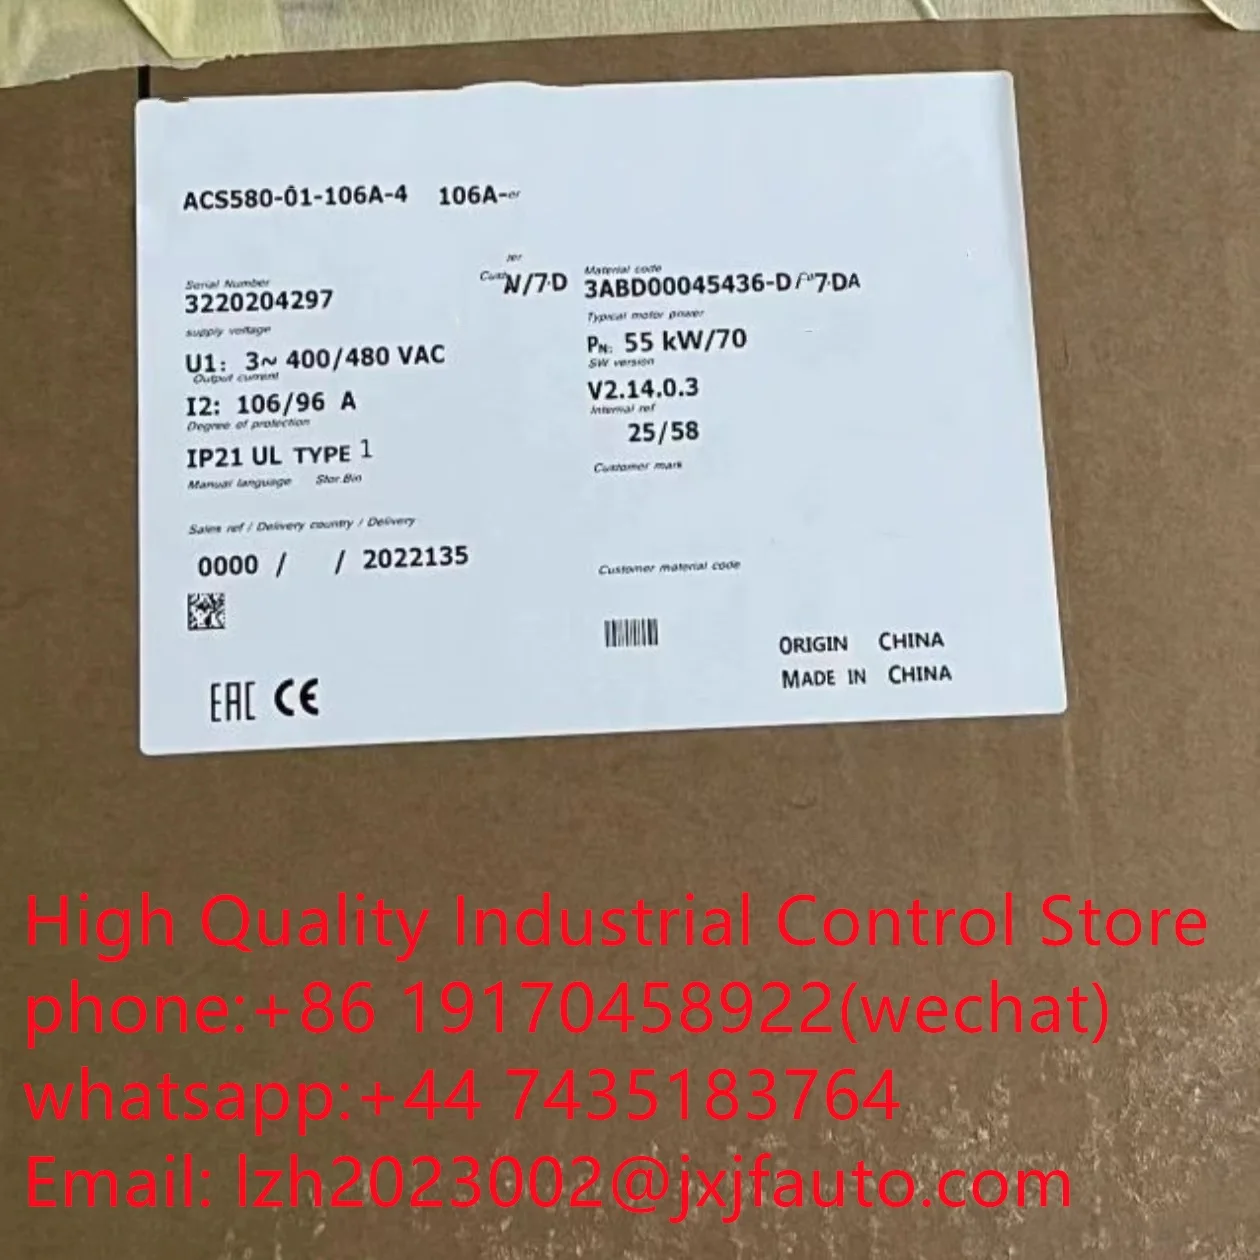 ACS580-01-106A-4 106A-
Serial Number
3220204297
N/7.D
Material code
3ABD00045436-D/ 7.DA
supply voltage
Typical motor power
U1: 3~ 400/480 VAC
PN: 55 kW/70
Output current
SW version
I2: 106/96 A
V2.14.0.3
Degree of protection
Internal ref
IP21 UL TYPE 1
25/58
Manual language Stor.Bin
Customer mark
Sales ref / Delivery country / Delivery
0000 / / 2022135
Customer material code
ORIGIN CHINA
MADE IN CHINA
EAC CE
High Quality Industrial Control Store
phone:+86 19170458922(wechat)
whatsapp:+44 7435183764
Email: lzh2023002@jxjfauto.com